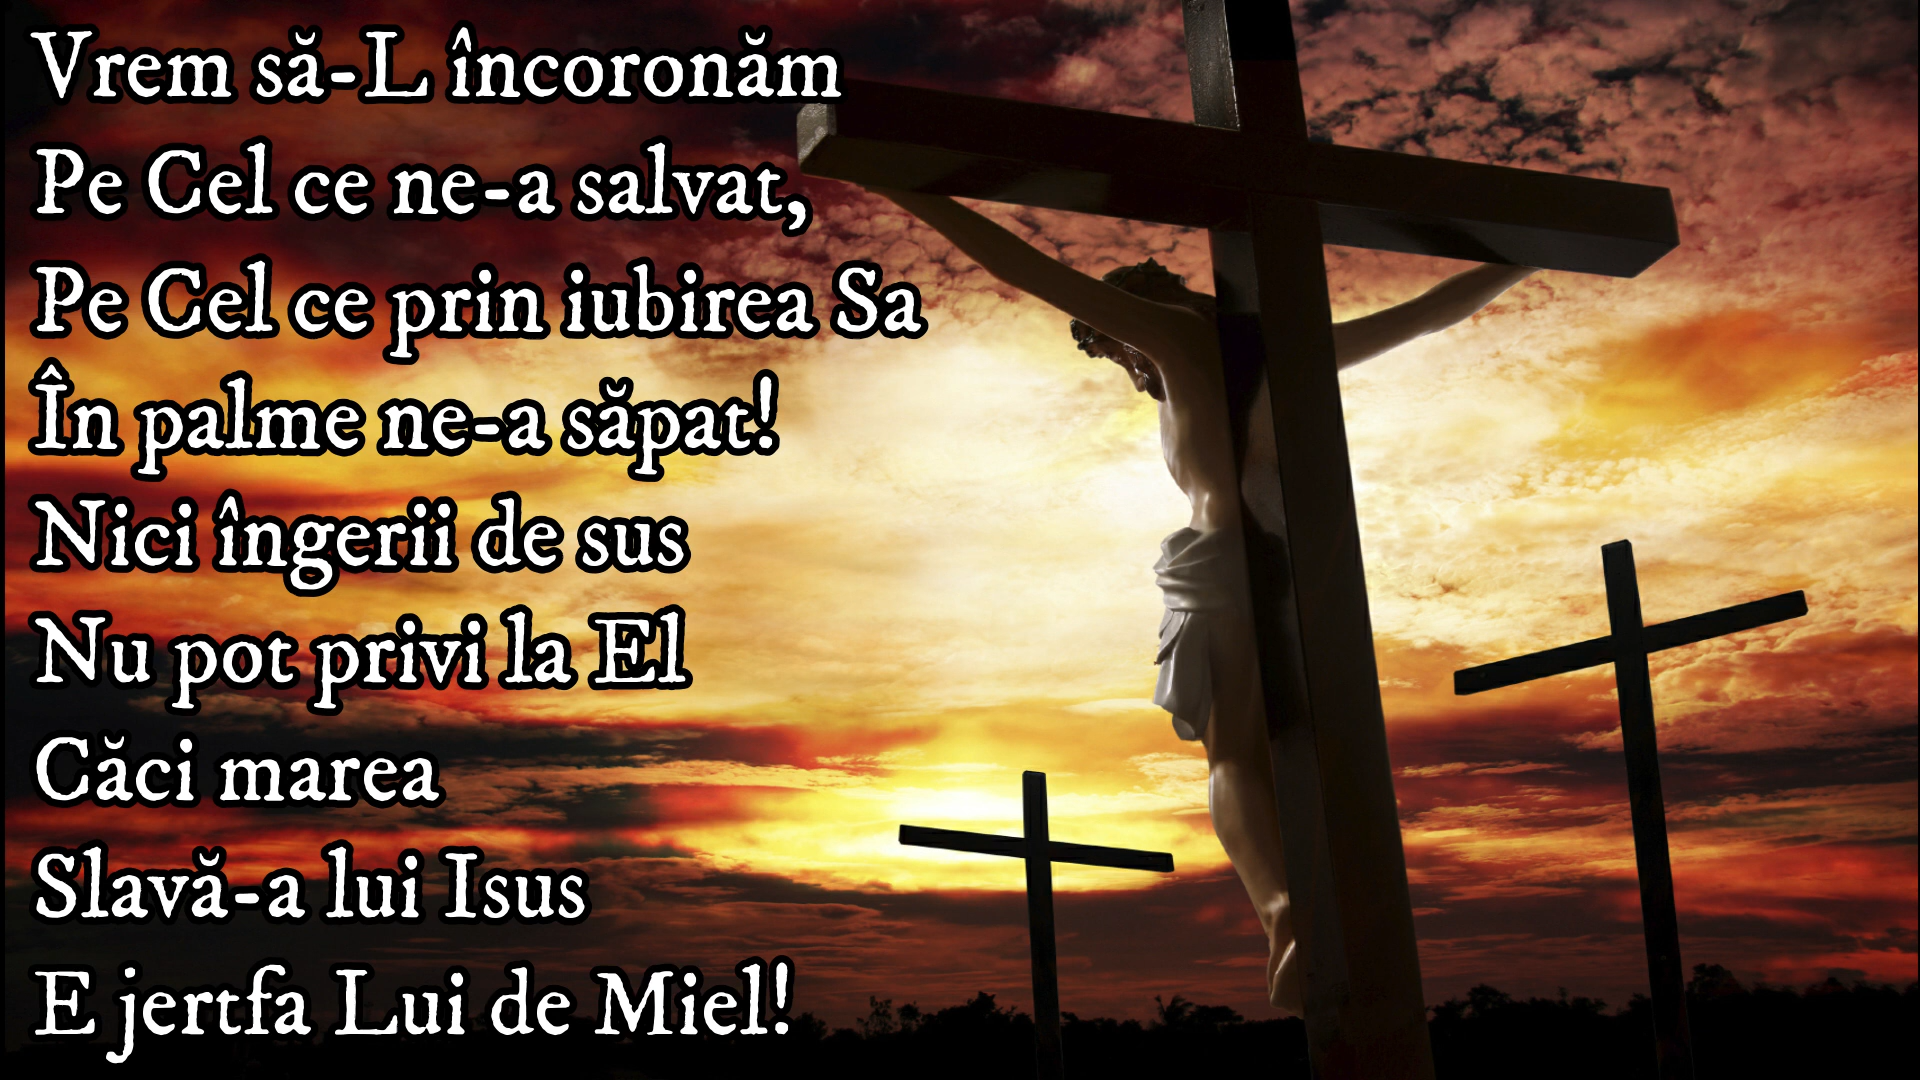 Vrem să-L încoronăm
Pe Cel ce ne-a salvat,
Pe Cel ce prin iubirea Sa
În palme ne-a săpat!
Nici îngerii de sus
Nu pot privi la El
Căci marea
Slavă-a lui Isus
E jertfa Lui de Miel!